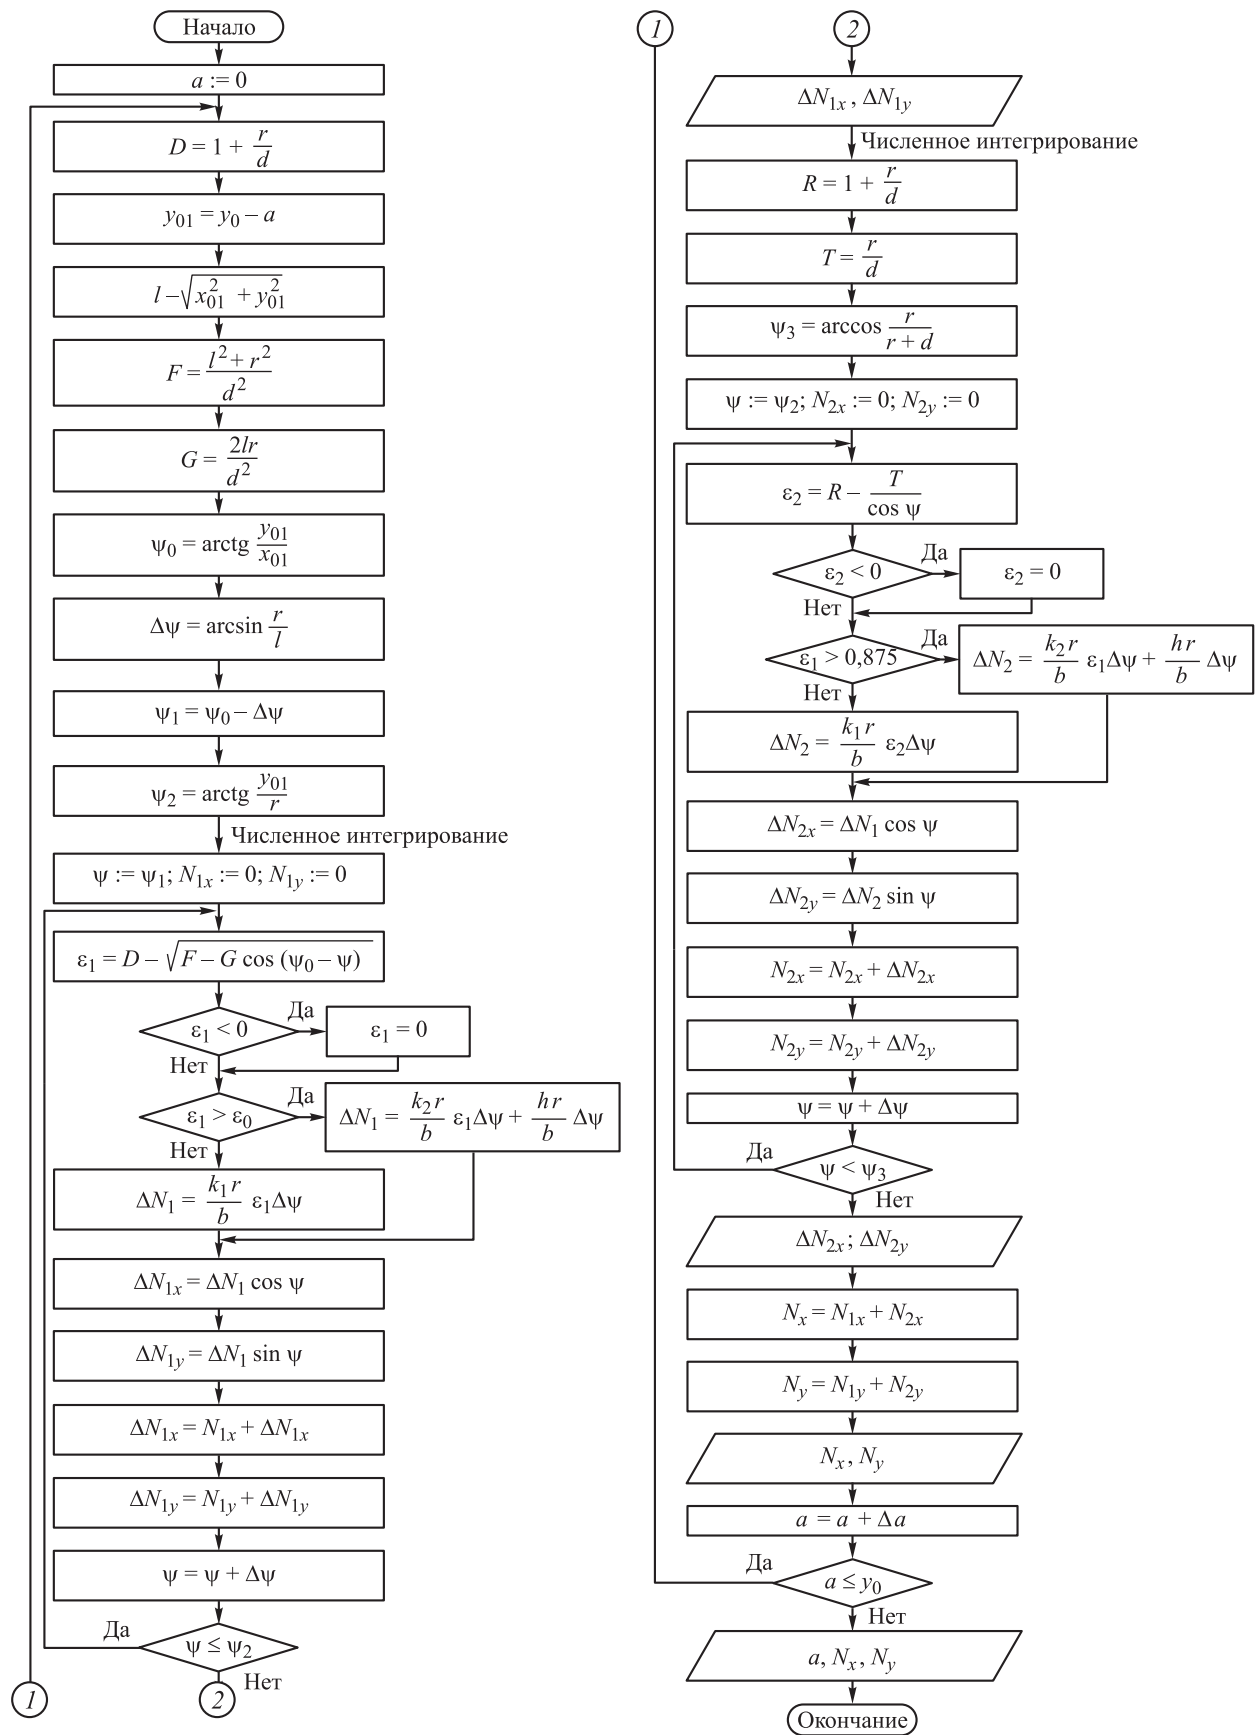 Начало
a := 0
D = 1 + r/d
y₀₁ = y₀ – a
l –√(x₀₁² + y₀₁²)
F = (l² + r²)/d²
G = 2lr/d²
ψ₀ = arctg y₀₁/x₀₁
Δψ = arcsin r/l
ψ₁ = ψ₀ – Δψ
ψ₂ = arctg y₀₁/r
Численное интегрирование
ψ := ψ₁; N₁ₓ := 0; N₁y := 0
ε₁ = D – √(F – G cos (ψ₀ – ψ))
ε₁ < 0
Да
ε₁ = 0
Нет
ε₁ > ε₀
Да
ΔN₁ = k₂r/b ε₁Δψ + hr/b Δψ
Нет
ΔN₁ = k₁r/b ε₁Δψ
ΔN₁ₓ = ΔN₁ cos ψ
ΔN₁y = ΔN₁ sin ψ
ΔN₁ₓ = N₁ₓ + ΔN₁ₓ
ΔN₁y = N₁y + ΔN₁y
ψ = ψ + Δψ
Да
ψ ≤ ψ₂
Нет
1
2
1
2
ΔN₁ₓ, ΔN₁y
Численное интегрирование
R = 1 + r/d
T = r/d
ψ₃ = arccos r/(r + d)
ψ := ψ₂; N₂ₓ := 0; N₂y := 0
ε₂ = R – T/cos ψ
ε₂ < 0
Да
ε₂ = 0
Нет
ε₁ > 0,875
Да
ΔN₂ = k₂r/b ε₁Δψ + hr/b Δψ
Нет
ΔN₂ = k₁r/b ε₂Δψ
ΔN₂ₓ = ΔN₁ cos ψ
ΔN₂y = ΔN₂ sin ψ
N₂ₓ = N₂ₓ + ΔN₂ₓ
N₂y = N₂y + ΔN₂y
ψ = ψ + Δψ
Да
ψ < ψ₃
Нет
ΔN₂ₓ; ΔN₂y
Nₓ = N₁ₓ + N₂ₓ
Ny = N₁y + N₂y
Nₓ, Ny
a = a + Δa
Да
a ≤ y₀
Нет
a, Nₓ, Ny
Окончание